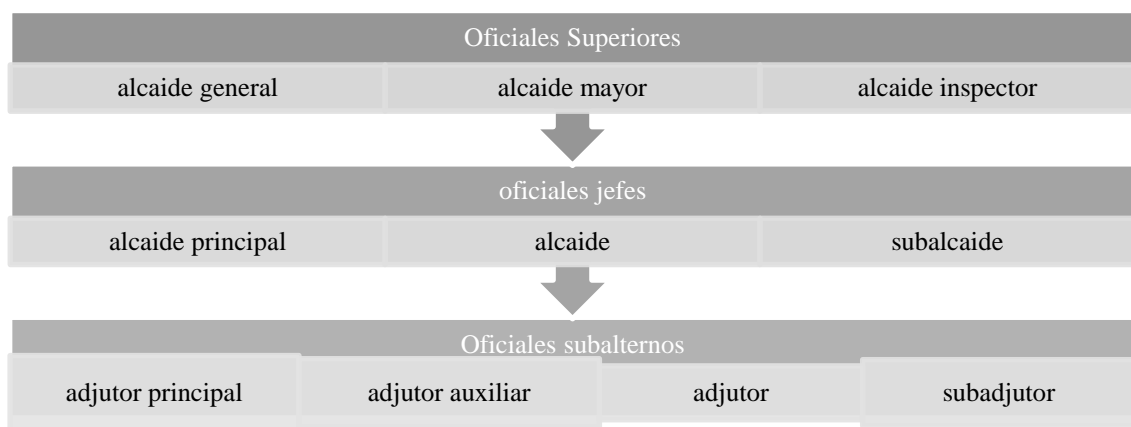 Oficiales Superiores
alcaide general alcaide mayor alcaide inspector
oficiales jefes
alcaide principal alcaide subalcaide
Oficiales subalternos
adjutor principal adjutor auxiliar adjutor subadjutor